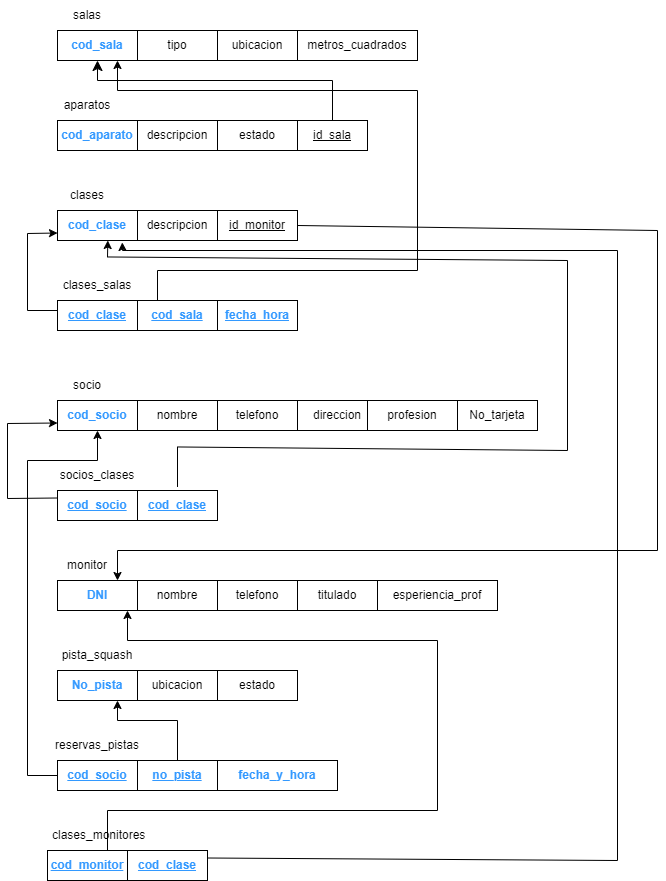 salas
cod_sala tipo ubicacion metros_cuadrados
aparatos
cod_aparato descripcion estado id_sala
clases
cod_clase descripcion id_monitor
clases_salas
cod_clase cod_sala fecha_hora
socio
cod_socio nombre telefono direccion profesion No_tarjeta
socios_clases
cod_socio cod_clase
monitor
DNI nombre telefono titulado esperiencia_prof
pista_squash
No_pista ubicacion estado
reservas_pistas
cod_socio no_pista fecha_y_hora
clases_monitores
cod_monitor cod_clase